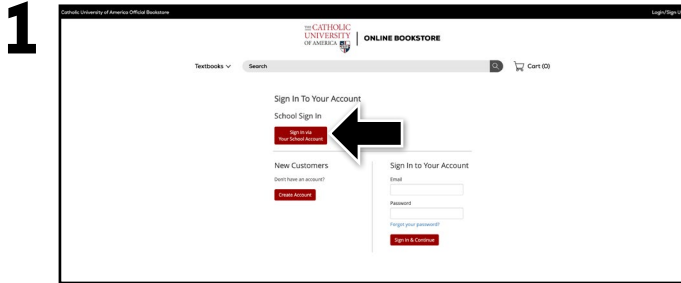 1
Catholic University of America Official Bookstore
Login/Sign U
THE CATHOLIC
UNIVERSITY
OF AMERICA
ONLINE BOOKSTORE
Textbooks
Search
Cart (0)
Sign In To Your Account
School Sign In
Sign In via
Your School Account
New Customers
Don't have an account?
Create Account
Sign In to Your Account
Email
Password
Forgot your password?
Sign In & Continue